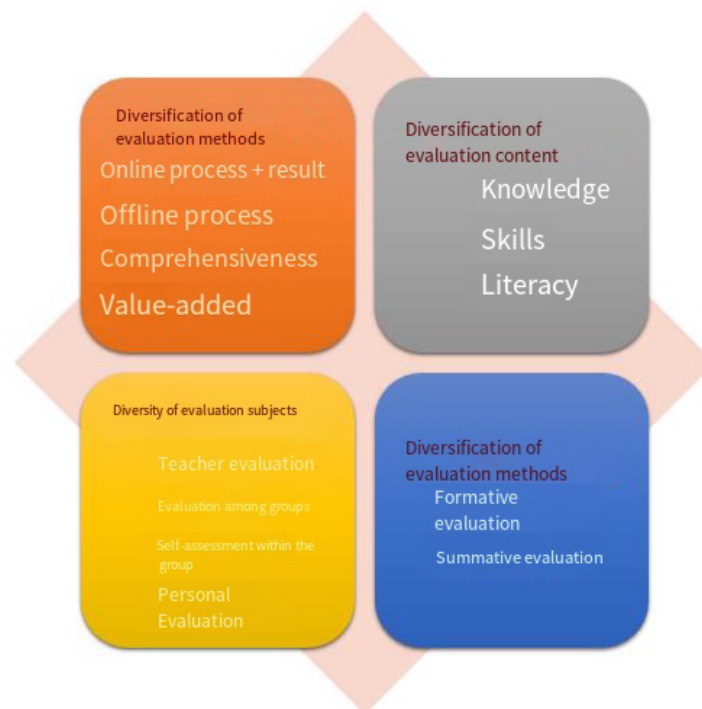 Diversification of
evaluation methods
Online process + result
Offline process
Comprehensiveness
Value-added
Diversification of
evaluation content
Knowledge
Skills
Literacy
Diversity of evaluation subjects
Teacher evaluation
Evaluation among groups
Self-assessment within the
group
Personal
Evaluation
Diversification of
evaluation methods
Formative
evaluation
Summative evaluation